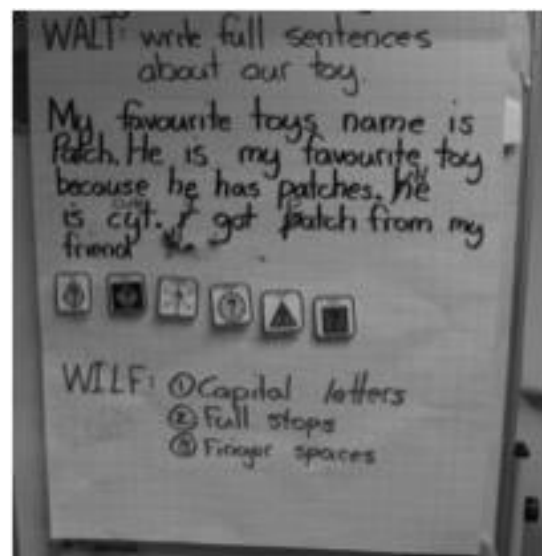 WALT: write full sentences
about our toy.
My favourite toys name is
Patch. He is my favourite toy
because he has patches. he
is cyt. I got patch from my
friend
WILF: ① Capital letters
② Full stops
③ Finger spaces